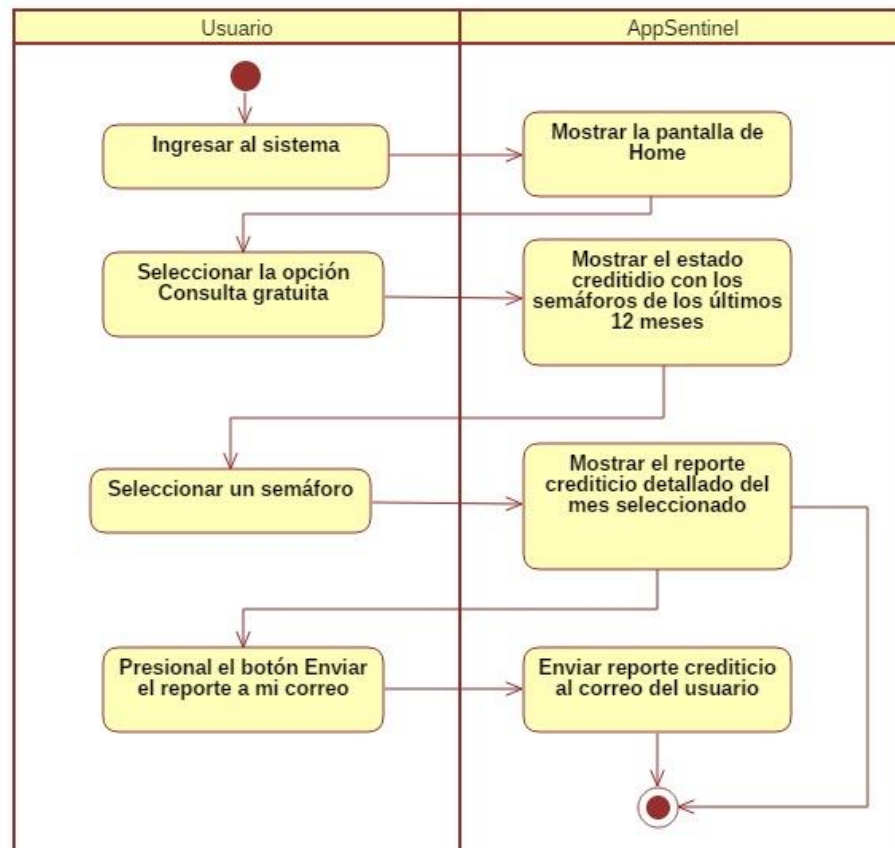 Usuario
AppSentinel
Ingresar al sistema
Mostrar la pantalla de
Home
Seleccionar la opción
Consulta gratuita
Mostrar el estado
creditidio con los
semáforos de los últimos
12 meses
Seleccionar un semáforo
Mostrar el reporte
crediticio detallado del
mes seleccionado
Presional el botón Enviar
el reporte a mi correo
Enviar reporte crediticio
al correo del usuario